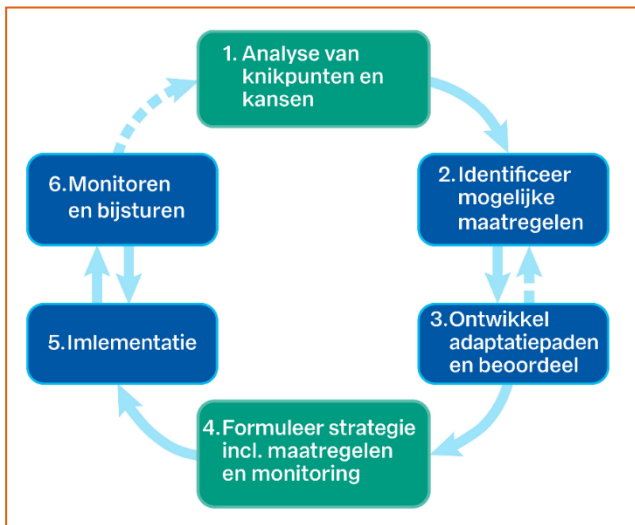 1. Analyse van
knikpunten en
kansen
2. Identificeer
mogelijke
maatregelen
3. Ontwikkel
adaptatiepaden
en beoordeel
4. Formuleer strategie
incl. maatregelen
en monitoring
5. Imlementatie
6. Monitoren
en bijsturen